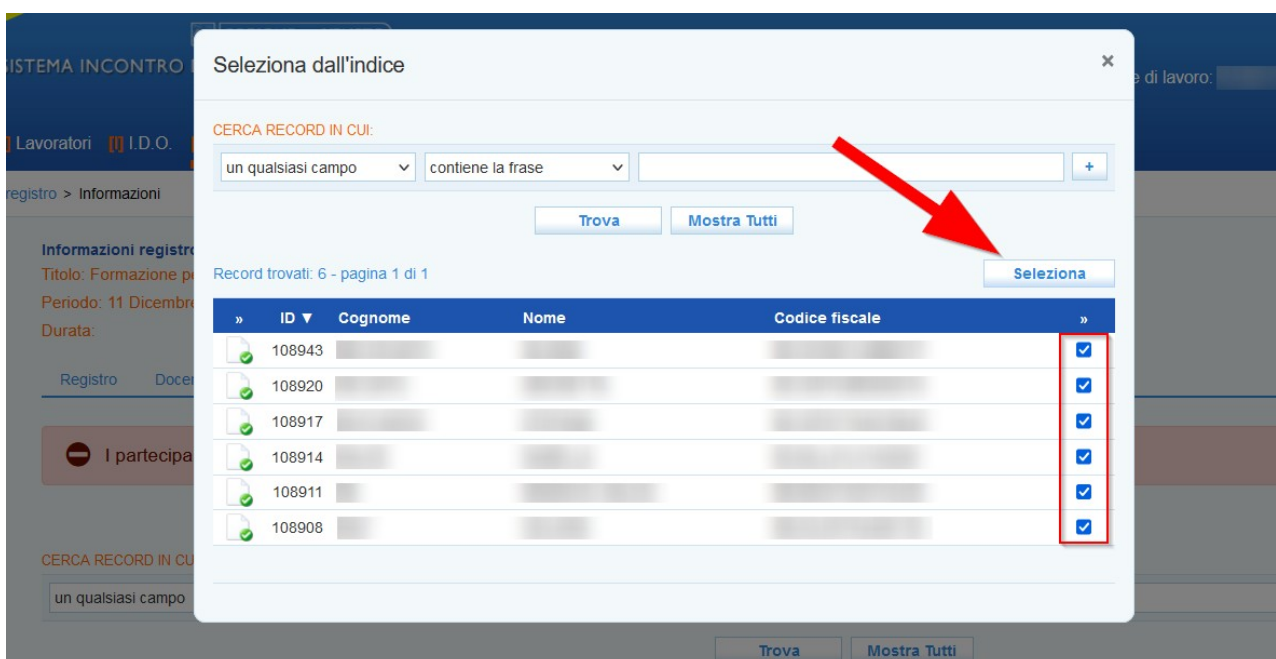 ISTEMA INCONTRO
Seleziona dall'indice
×
e di lavoro:
Lavoratori [I] I.D.O.
CERCA RECORD IN CUI:
un qualsiasi campo contiene la frase +
registro > Informazioni
Trova Mostra Tutti
Informazioni registro
Titolo: Formazione pe
Record trovati: 6 - pagina 1 di 1
Seleziona
Periodo: 11 Dicembre
Durata:
» ID ▼ Cognome Nome Codice fiscale »
108943
Registro Docen
108920
108917
I partecipa
108914
108911
108908
CERCA RECORD IN CU
un qualsiasi campo
Trova Mostra Tutti